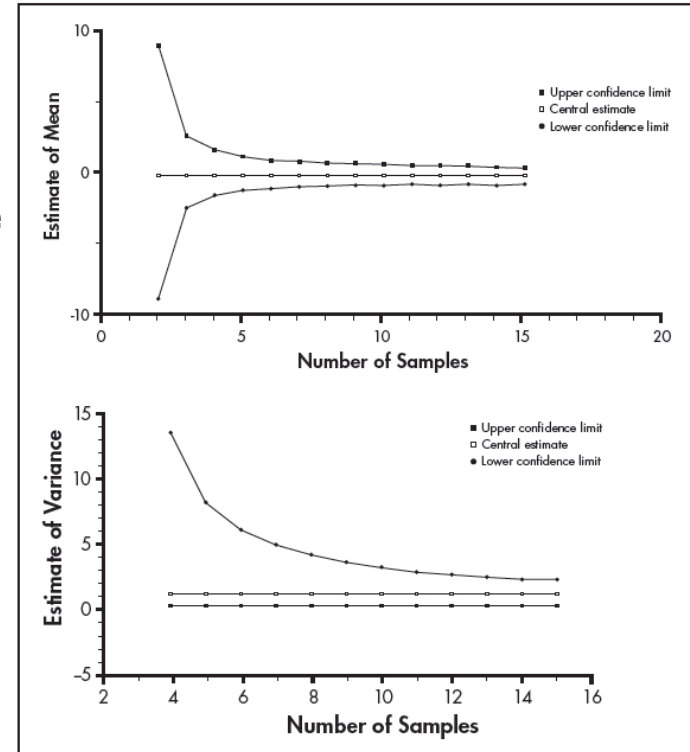 10
0
-10
Estimate of Mean
Upper confidence limit
Central estimate
Lower confidence limit
0 5 10 15 20
Number of Samples
15
10
5
0
–5
Estimate of Variance
Upper confidence limit
Central estimate
Lower confidence limit
2 4 6 8 10 12 14 16
Number of Samples